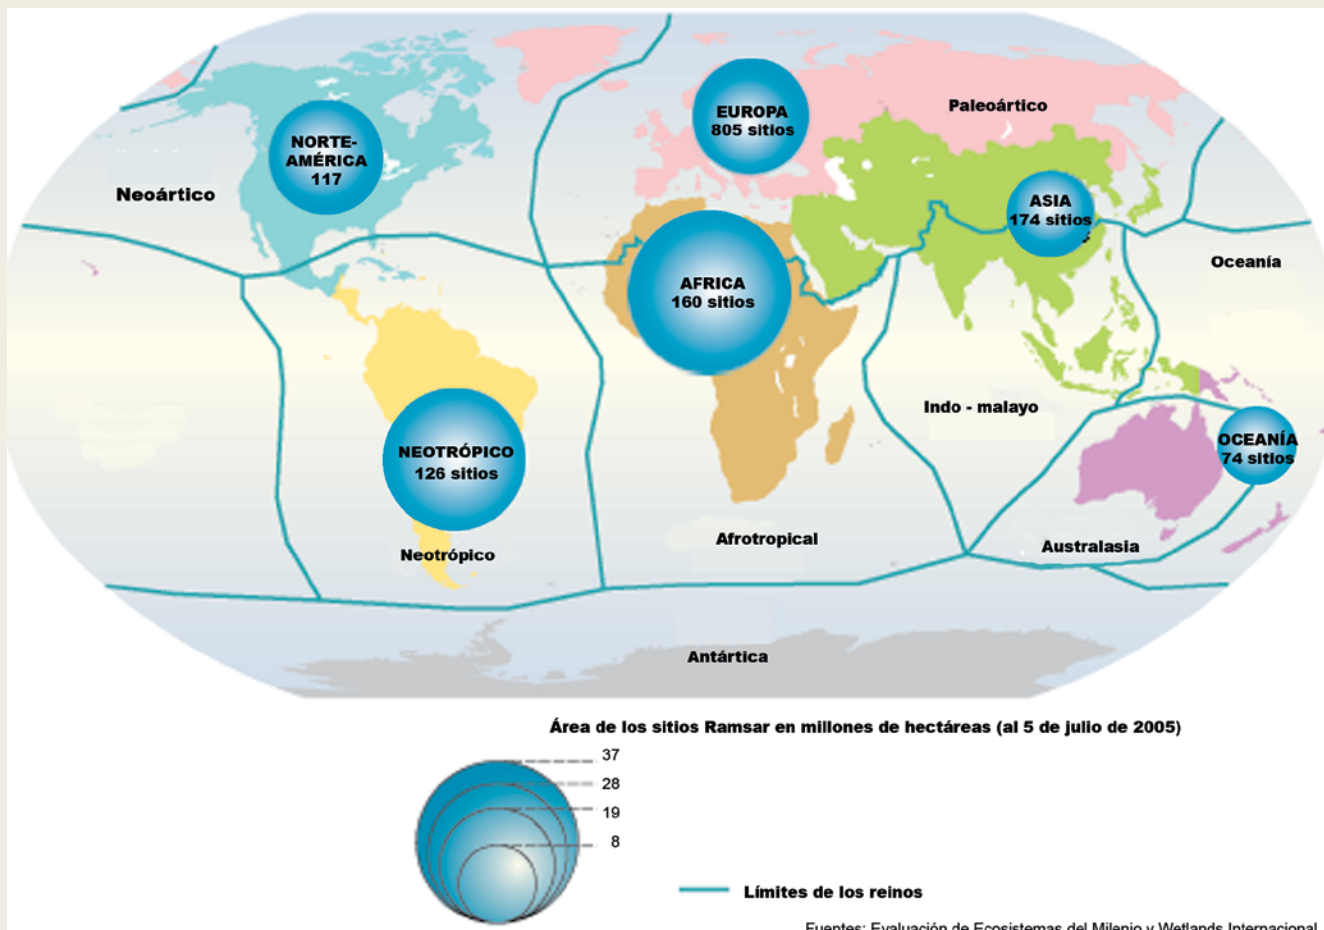 EUROPA
805 sitios
Paleoártico
NORTE-
AMÉRICA
117
Neoártico
ASIA
174 sitios
Oceanía
AFRICA
160 sitios
Indo - malayo
NEOTRÓPICO
126 sitios
OCEANÍA
74 sitios
Neotrópico
Afrotropical
Australasia
Antártica
Área de los sitios Ramsar en millones de hectáreas (al 5 de julio de 2005)
37
28
19
8
Límites de los reinos
Fuentes: Evaluación de Ecosistemas del Milenio y Wetlands Internacional